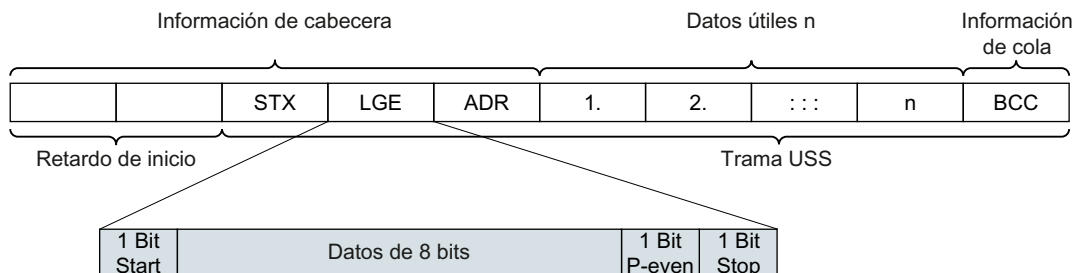 Información de cabecera
Datos útiles n
Información
de cola
STX LGE ADR 1. 2. : : : n BCC
Retardo de inicio
Trama USS
1 Bit
Start
Datos de 8 bits
1 Bit
P-even
1 Bit
Stop